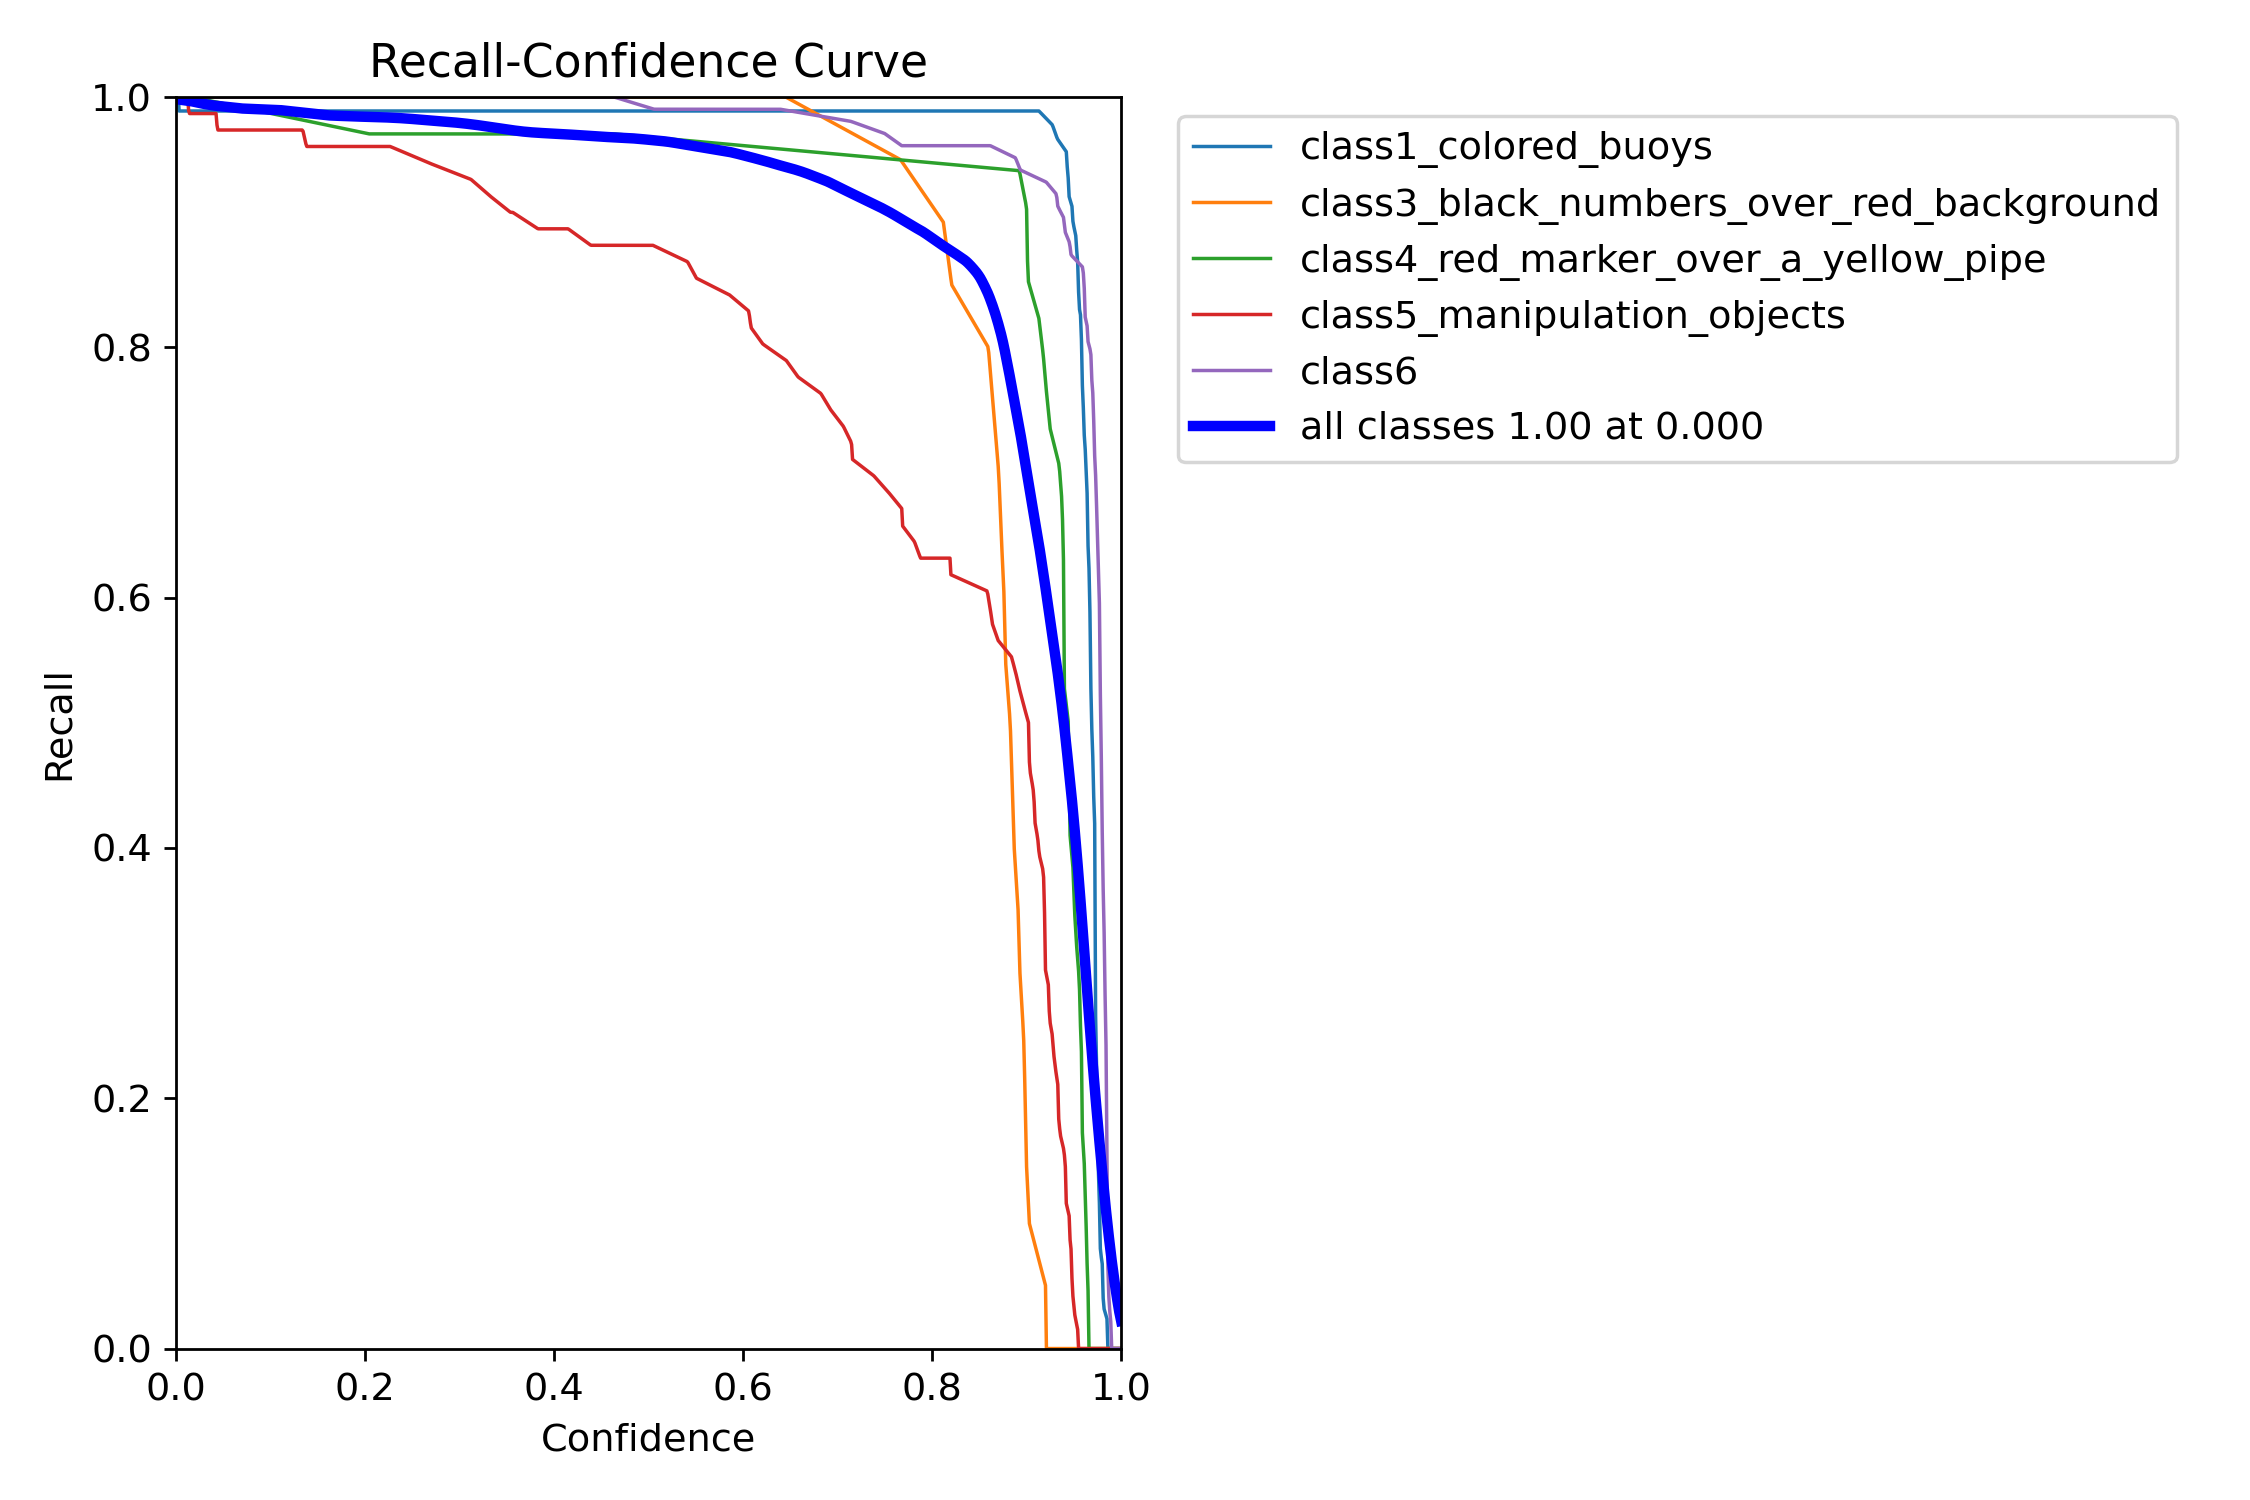 Recall-Confidence Curve
1.0
0.8
0.6
0.4
0.2
0.0
Recall
0.0 0.2 0.4 0.6 0.8 1.0
Confidence
class1_colored_buoys
class3_black_numbers_over_red_background
class4_red_marker_over_a_yellow_pipe
class5_manipulation_objects
class6
all classes 1.00 at 0.000